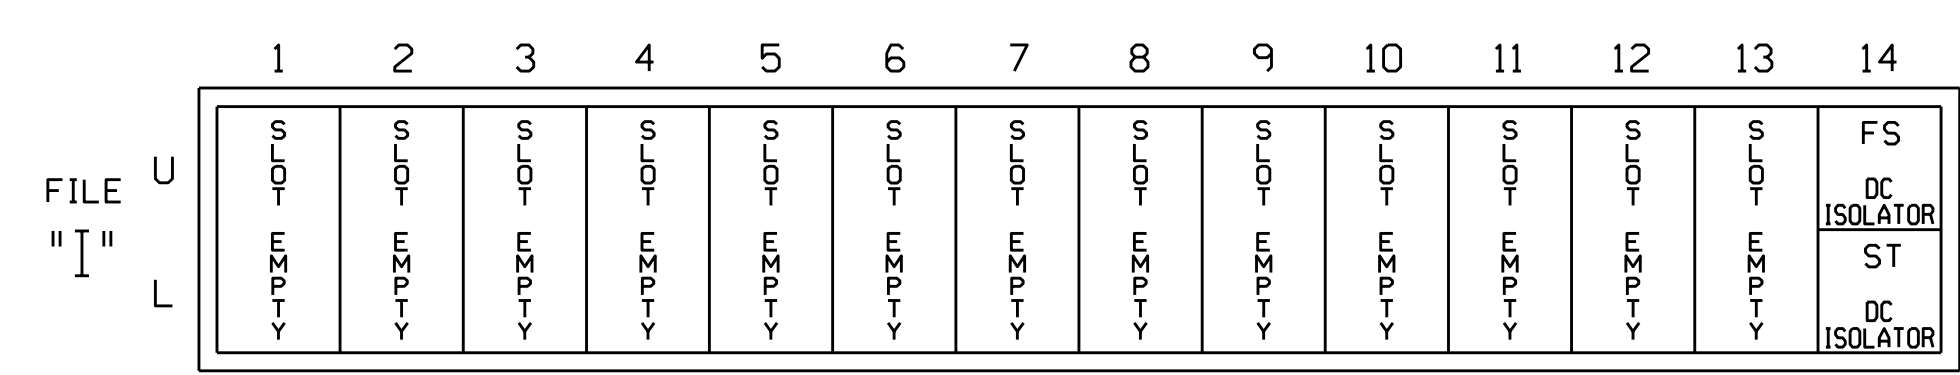 1 2 3 4 5 6 7 8 9 10 11 12 13 14
FILE
"I"
U
L
SLOT EMPTY
SLOT EMPTY
SLOT EMPTY
SLOT EMPTY
SLOT EMPTY
SLOT EMPTY
SLOT EMPTY
SLOT EMPTY
SLOT EMPTY
SLOT EMPTY
SLOT EMPTY
SLOT EMPTY
SLOT EMPTY
FS
DC
ISOLATOR
ST
DC
ISOLATOR